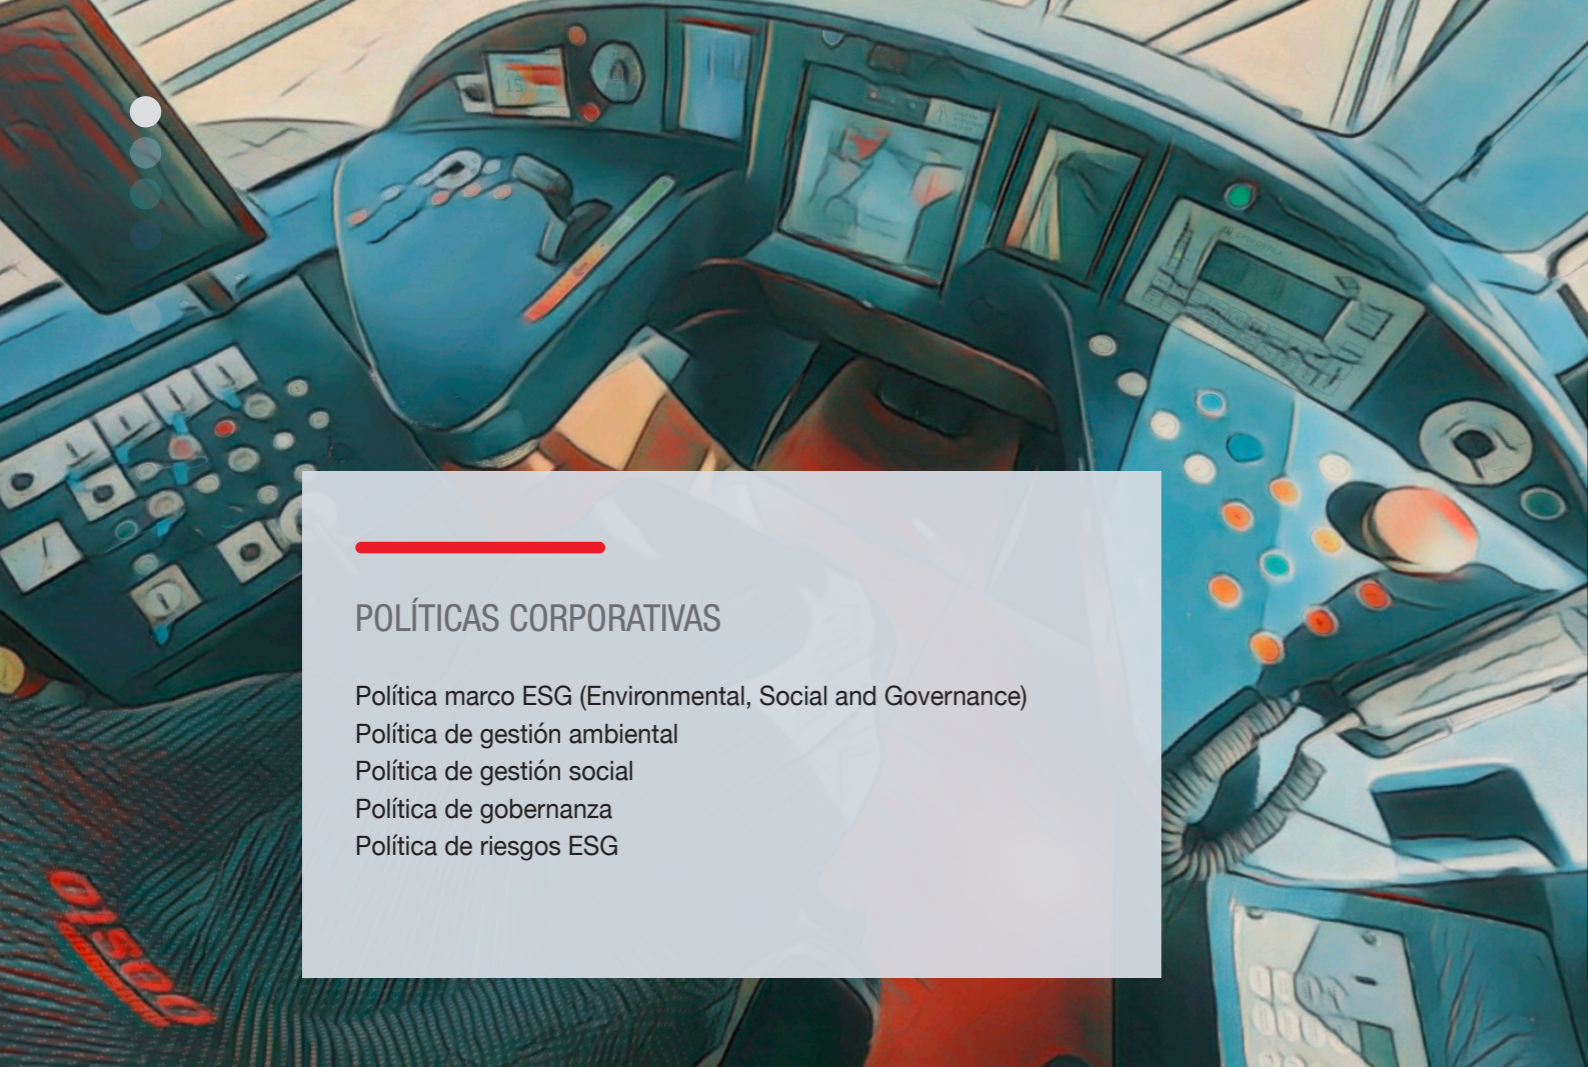 POLÍTICAS CORPORATIVAS
Política marco ESG (Environmental, Social and Governance)
Política de gestión ambiental
Política de gestión social
Política de gobernanza
Política de riesgos ESG